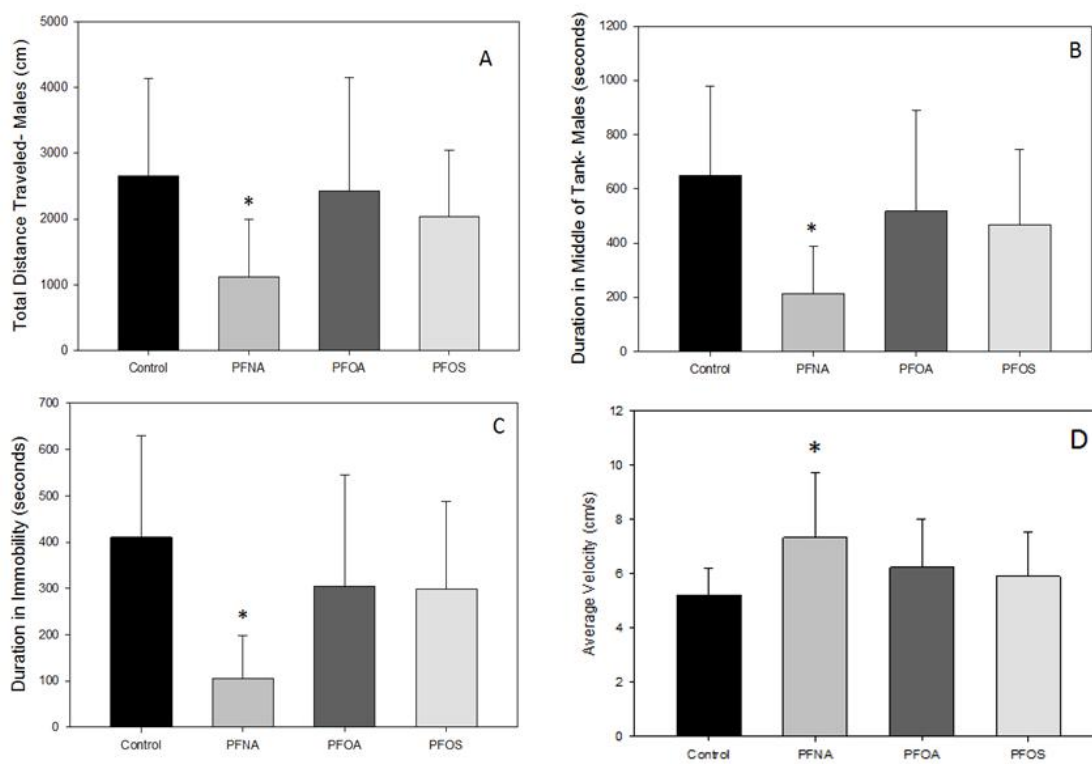 Total Distance Traveled- Males (cm)
5000
4000
3000
2000
1000
0
A
*
Control PFNA PFOA PFOS
Duration in Middle of Tank- Males (seconds)
1200
1000
800
600
400
200
0
B
*
Control PFNA PFOA PFOS
Duration in Immobility (seconds)
700
600
500
400
300
200
100
0
C
*
Control PFNA PFOA PFOS
Average Velocity (cm/s)
12
10
8
6
4
2
0
D
*
Control PFNA PFOA PFOS